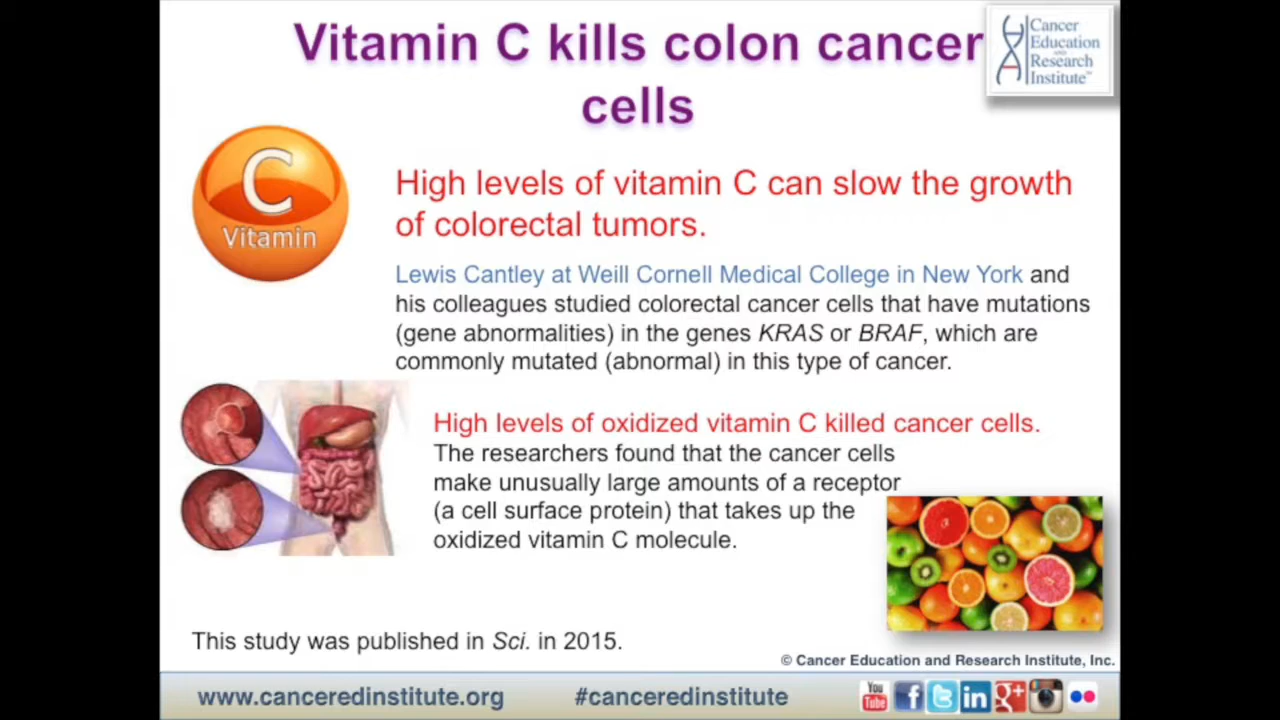 Vitamin C kills colon cancer
cells
Cancer
Education
AND
Research
Institute™
C
Vitamin
High levels of vitamin C can slow the growth
of colorectal tumors.
Lewis Cantley at Weill Cornell Medical College in New York and
his colleagues studied colorectal cancer cells that have mutations
(gene abnormalities) in the genes KRAS or BRAF, which are
commonly mutated (abnormal) in this type of cancer.
High levels of oxidized vitamin C killed cancer cells.
The researchers found that the cancer cells
make unusually large amounts of a receptor
(a cell surface protein) that takes up the
oxidized vitamin C molecule.
This study was published in Sci. in 2015.
© Cancer Education and Research Institute, Inc.
www.canceredinstitute.org #canceredinstitute You
Tube f t in g+